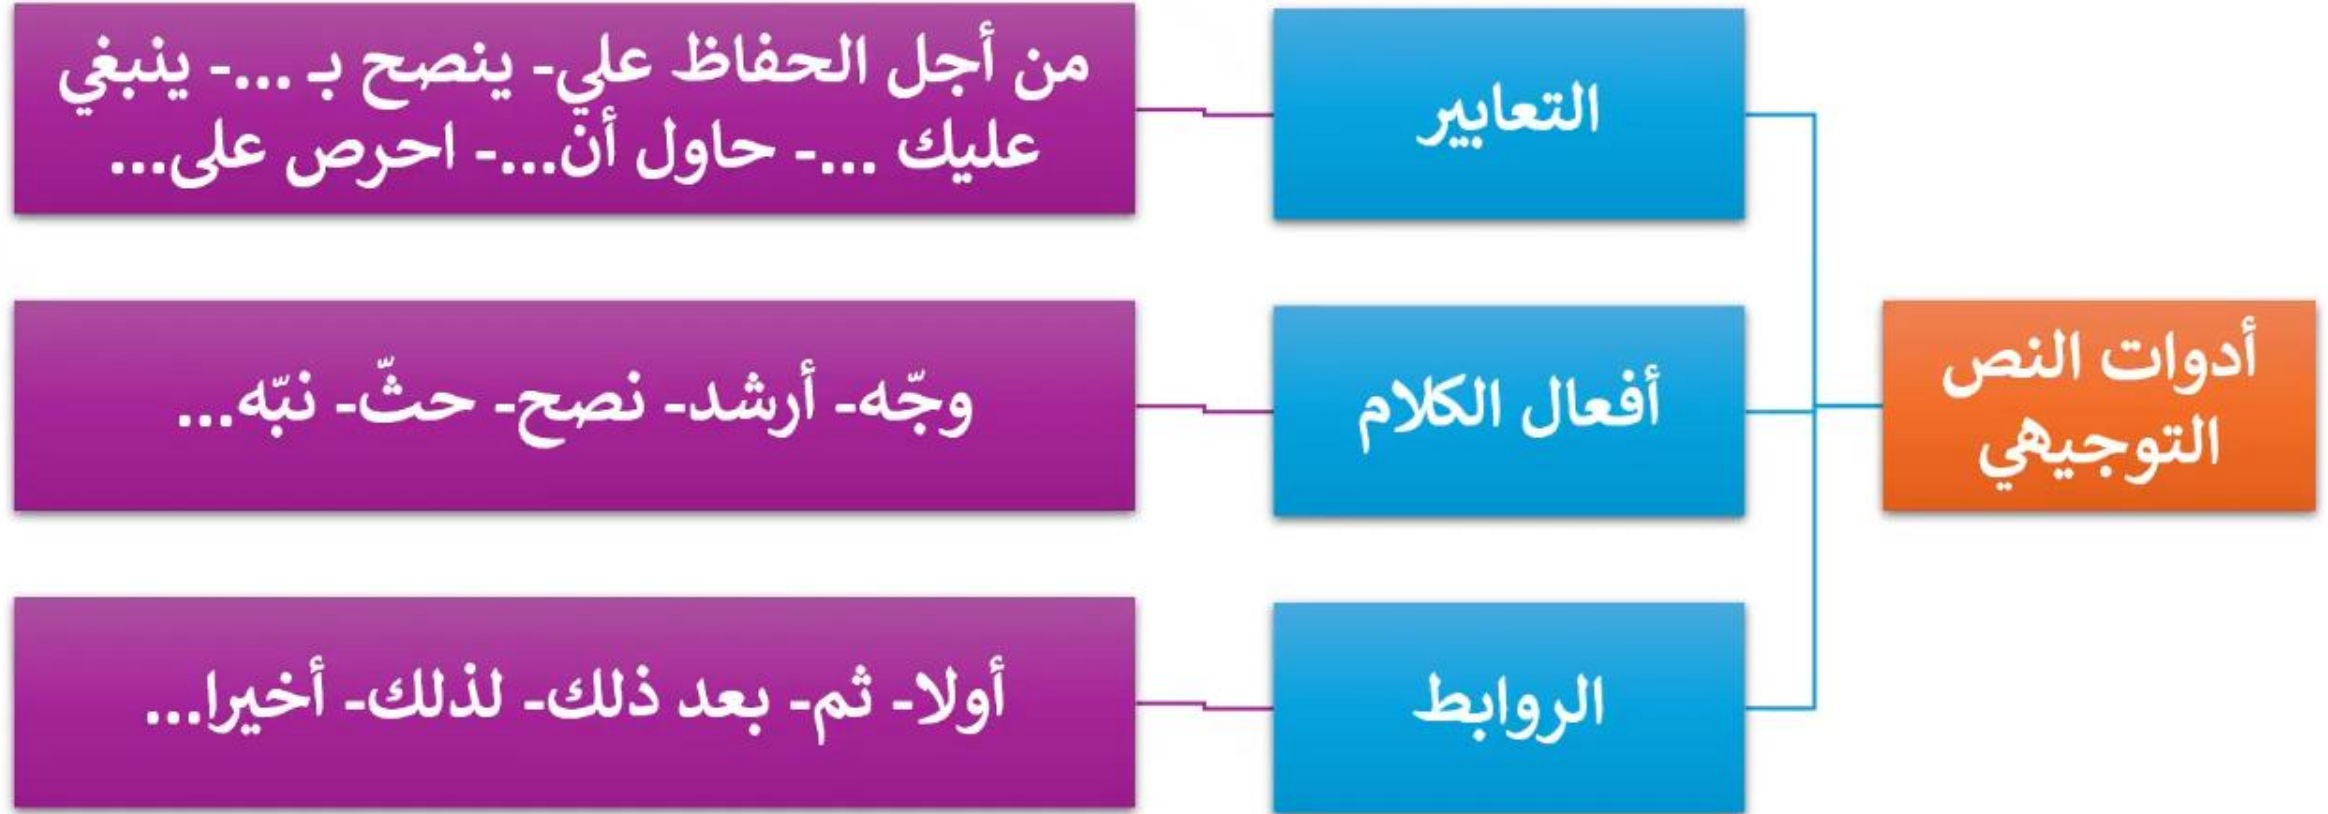 أدوات النص
التوجيهي
التعابير
من أجل الحفاظ علي- ينصح بـ ...- ينبغي
عليك ...- حاول أن...- احرص على...
أفعال الكلام
وجّه- أرشد- نصح- حثّ- نبّه...
الروابط
أولا- ثم- بعد ذلك- لذلك- أخيرا...